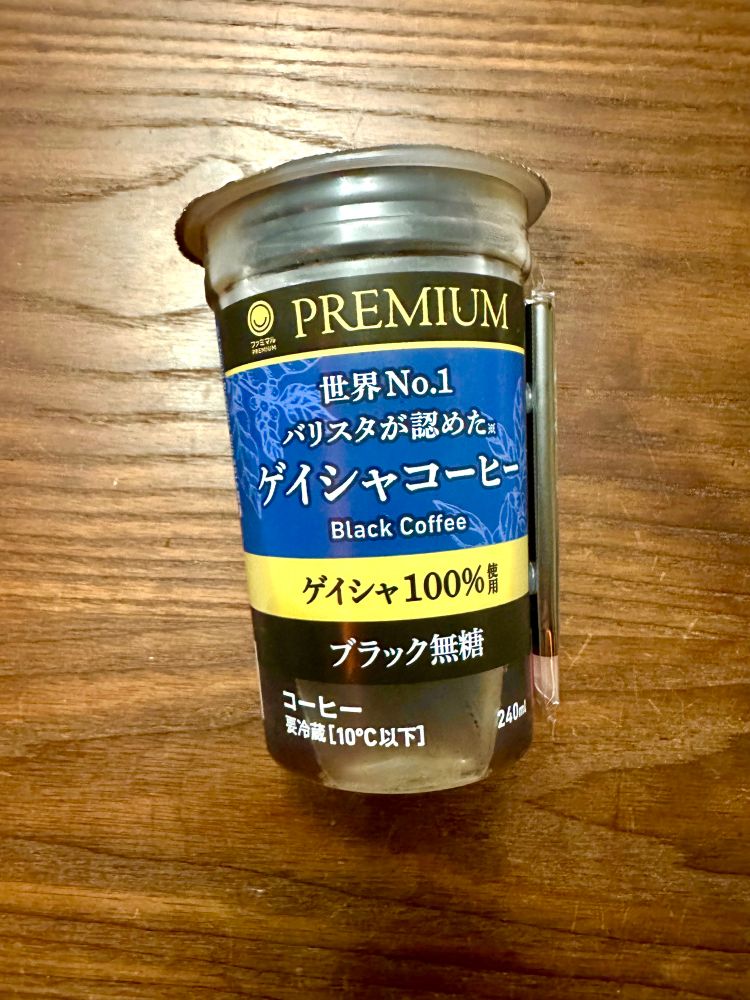 ファミマル
PREMIUM
PREMIUM
世界No.1
バリスタが認めた※
ゲイシャコーヒー
Black Coffee
ゲイシャ100%使用
ブラック無糖
コーヒー
要冷蔵[10℃以下]
240ml